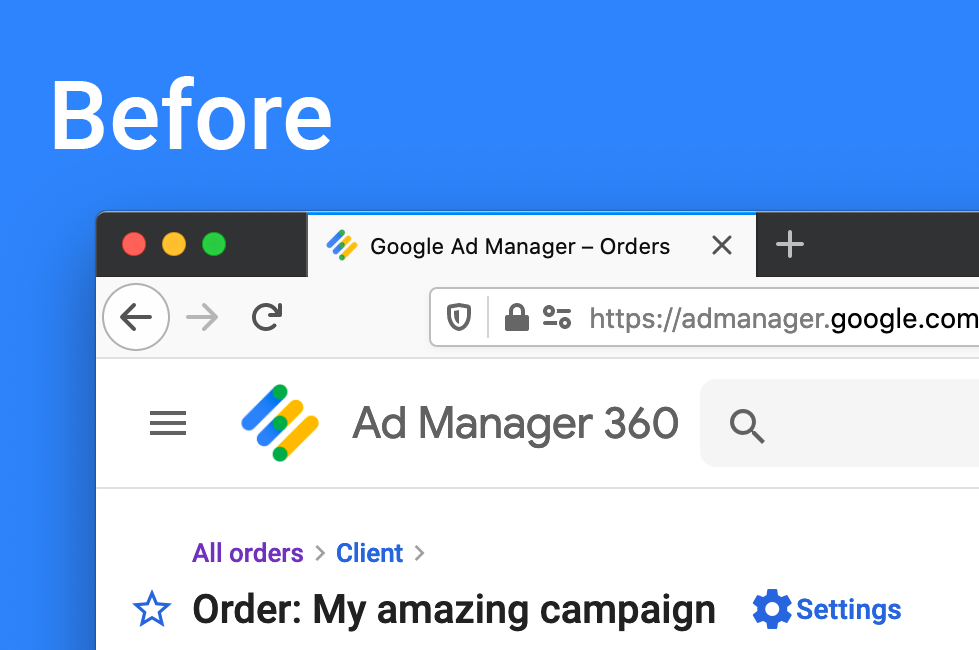 Before
Google Ad Manager – Orders
https://admanager.google.com
Ad Manager 360
All orders > Client >
Order: My amazing campaign
Settings